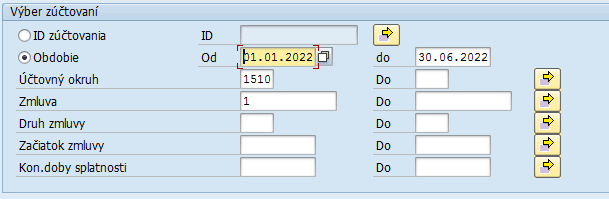 Výber zúčtovaní
ID zúčtovania ID
Obdobie Od 01.01.2022 do 30.06.2022
Účtovný okruh 1510 Do
Zmluva 1 Do
Druh zmluvy Do
Začiatok zmluvy Do
Kon.doby splatnosti Do